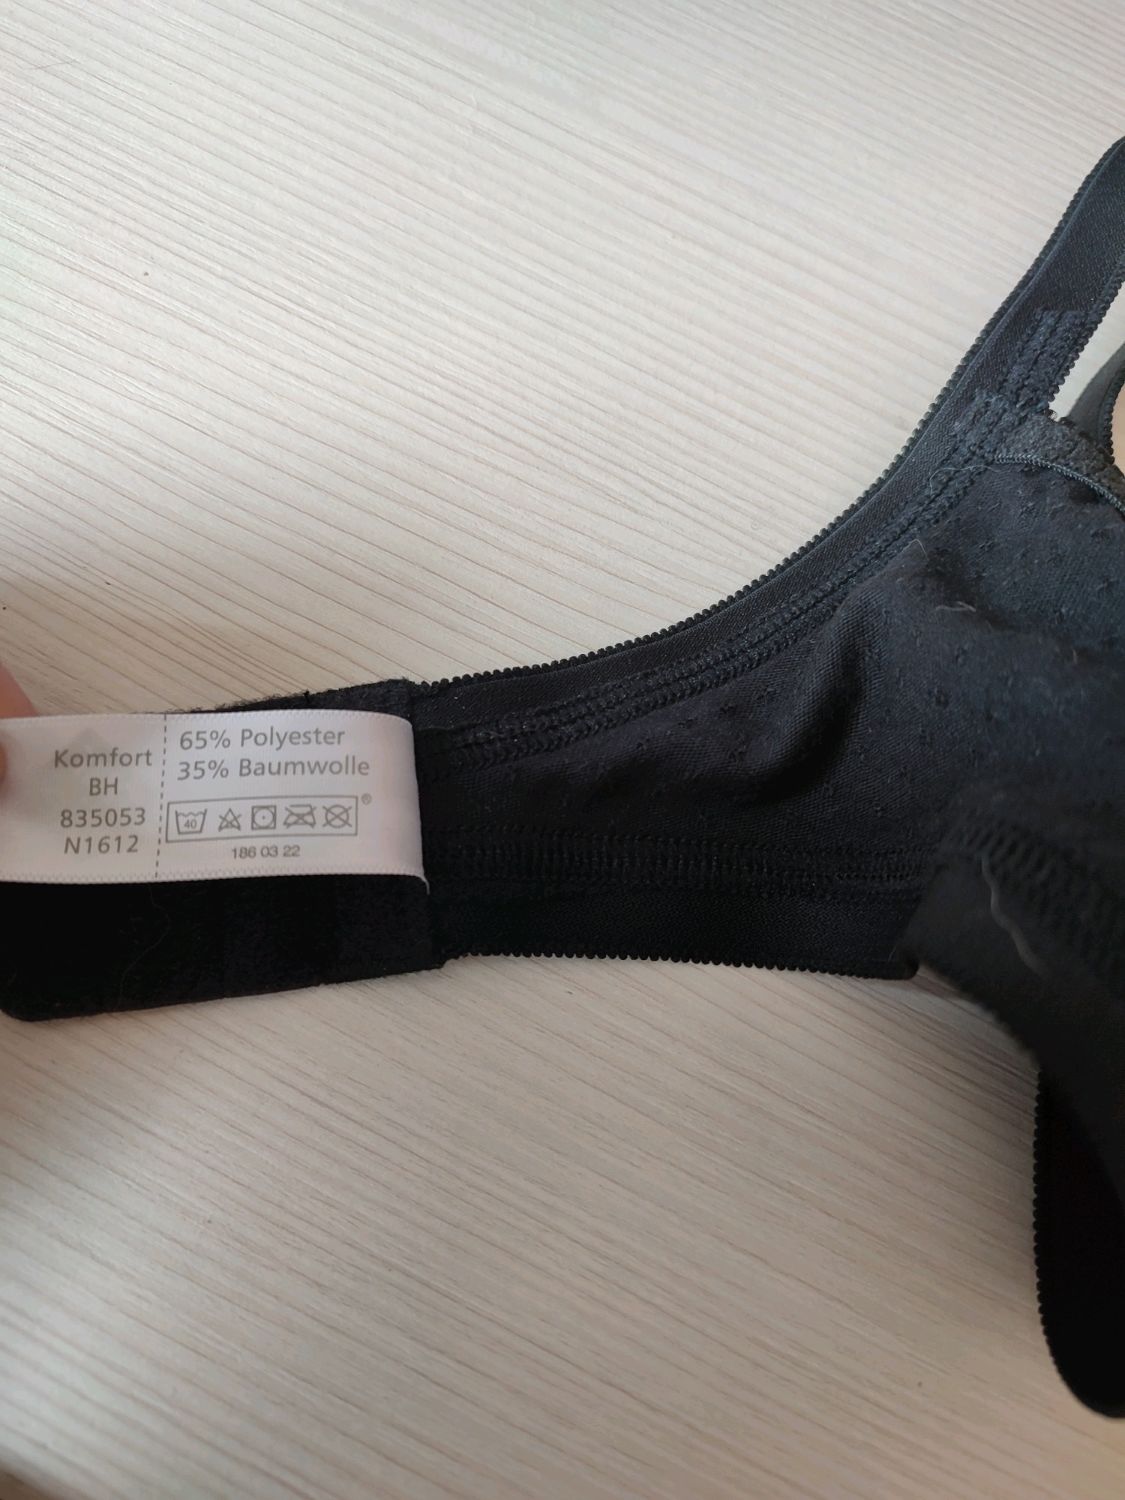 Komfort
BH
835053
N1612
65% Polyester
35% Baumwolle
40
®
186 03 22